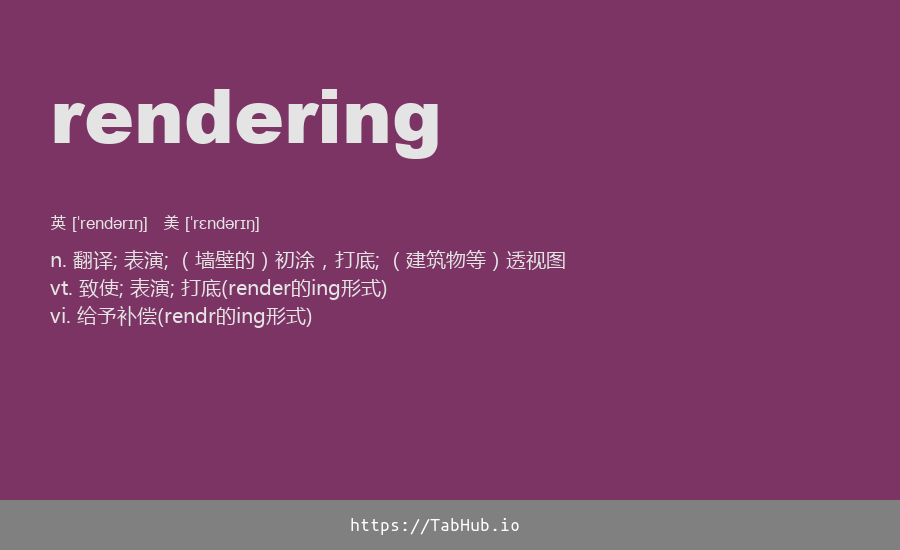 rendering
英 [ˈrendərɪŋ] 美 [ˈrɛndərɪŋ]
n. 翻译; 表演; （墙壁的）初涂，打底; （建筑物等）透视图
vt. 致使; 表演; 打底(render的ing形式)
vi. 给予补偿(rendr的ing形式)
https://TabHub.io